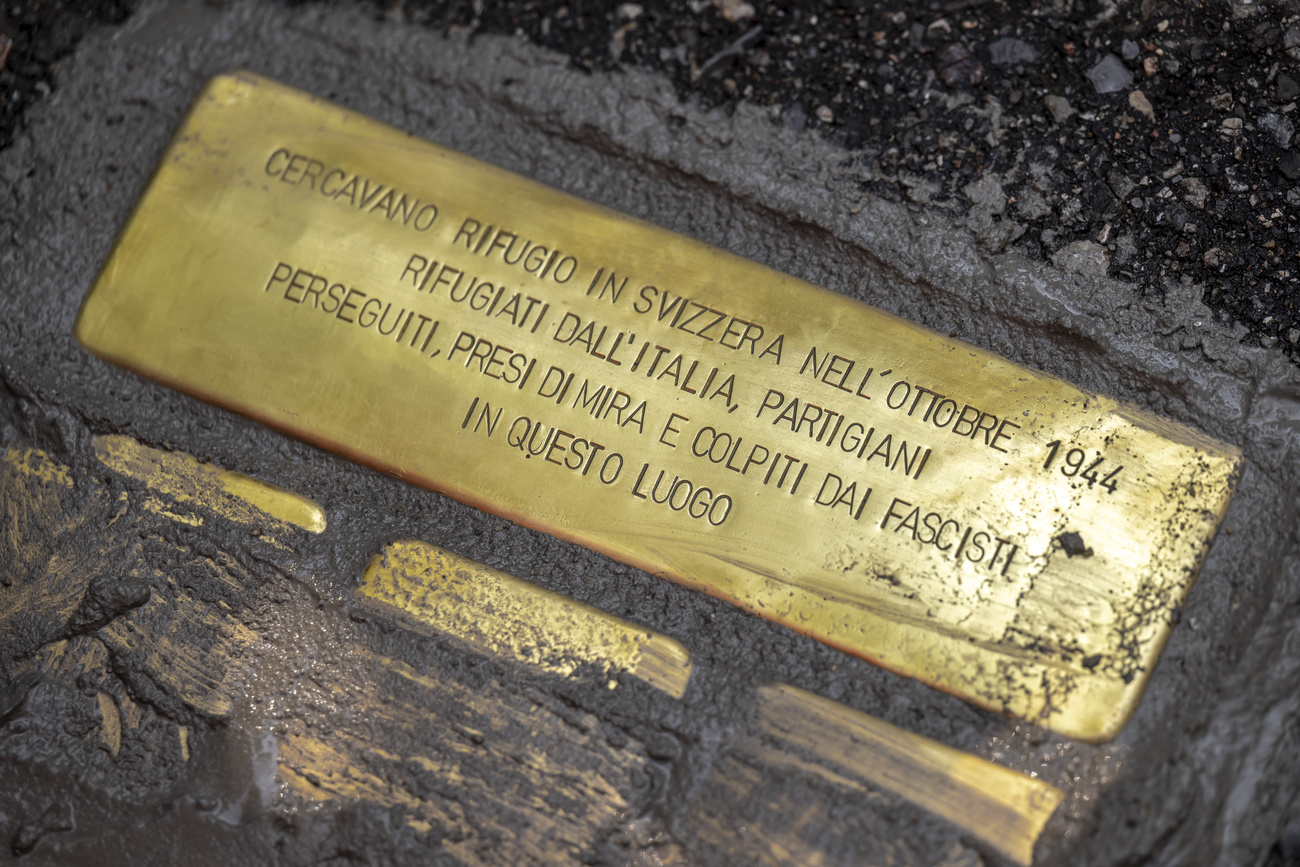 CERCAVANO RIFUGIO IN SVIZZERA NELL´OTTOBRE 1944
RIFUGIATI DALL'ITALIA, PARTIGIANI
PERSEGUITI, PRESI DI MIRA E COLPITI DAI FASCISTI
IN QUESTO LUOGO